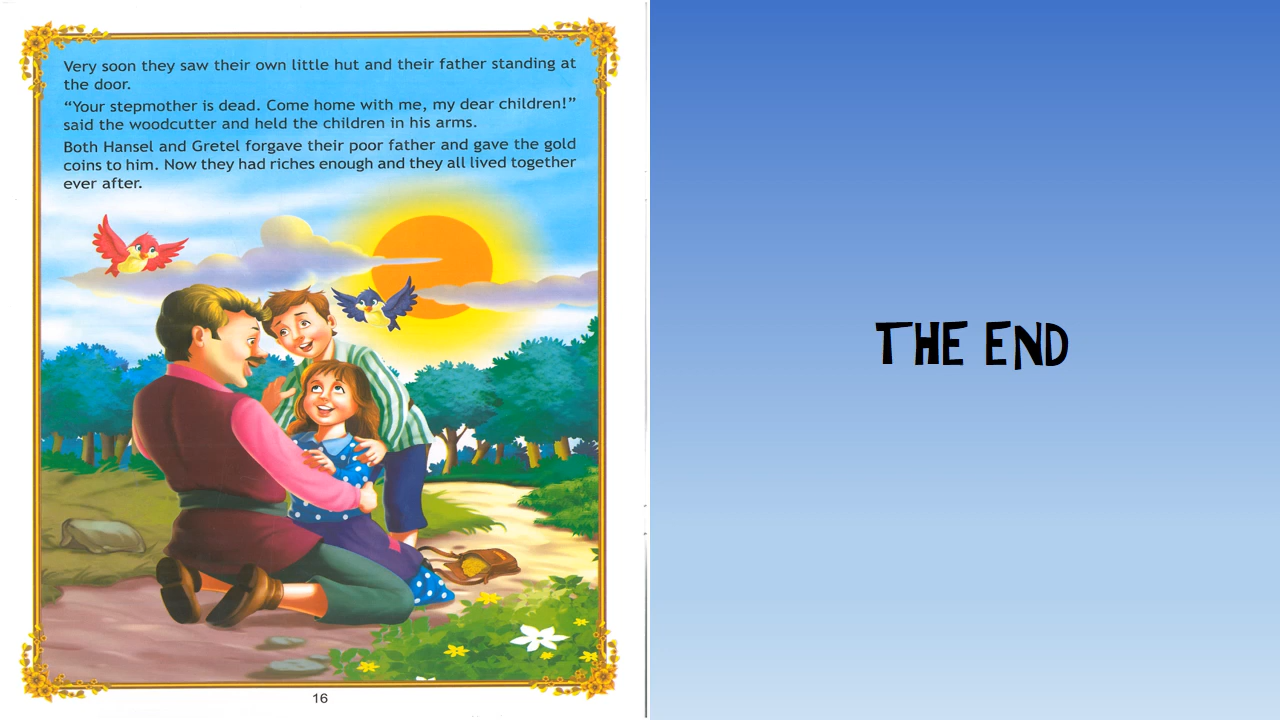 Very soon they saw their own little hut and their father standing at
the door.
“Your stepmother is dead. Come home with me, my dear children!”
said the woodcutter and held the children in his arms.
Both Hansel and Gretel forgave their poor father and gave the gold
coins to him. Now they had riches enough and they all lived together
ever after.
16
THE END